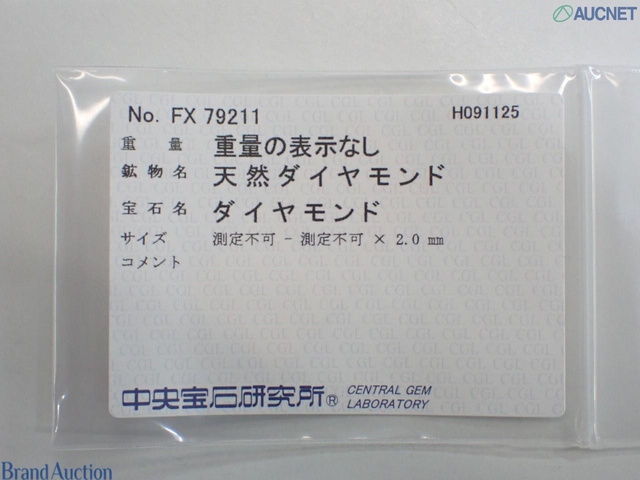 AUCNET
No. FX 79211 H091125
重量 重量の表示なし
鉱物名 天然ダイヤモンド
宝石名 ダイヤモンド
サイズ 測定不可 - 測定不可 × 2.0 mm
コメント
中央宝石研究所® CENTRAL GEM
LABORATORY
Brand Auction